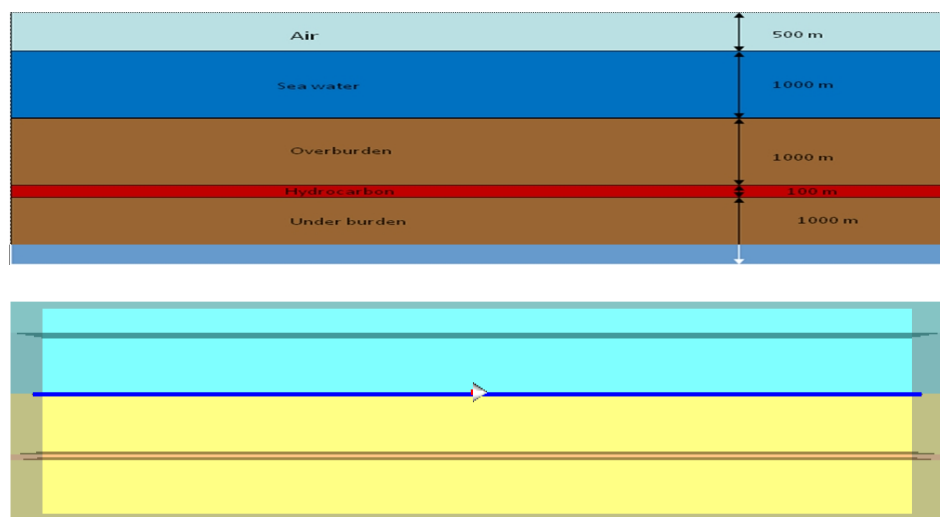 Air 500 m
Sea water 1000 m
Overburden 1000 m
Hydrocarbon 100 m
Under burden 1000 m